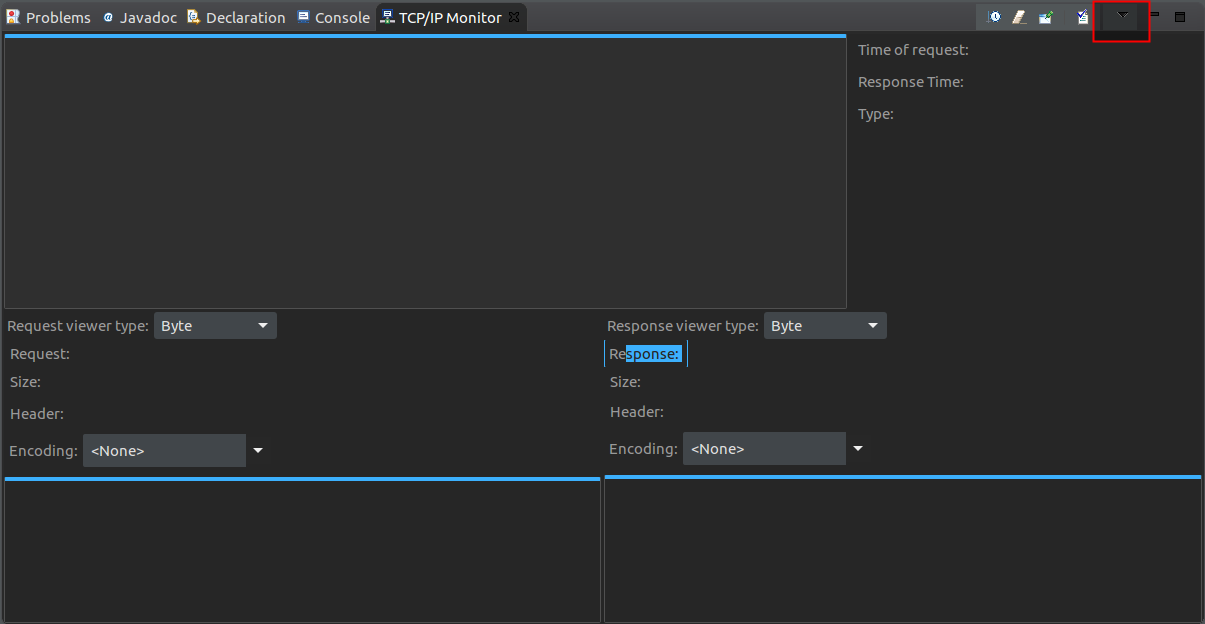 Problems @ Javadoc Declaration Console TCP/IP Monitor
Time of request:
Response Time:
Type:
Request viewer type: Byte
Response viewer type: Byte
Request:
Response:
Size:
Size:
Header:
Header:
Encoding: <None>
Encoding: <None>